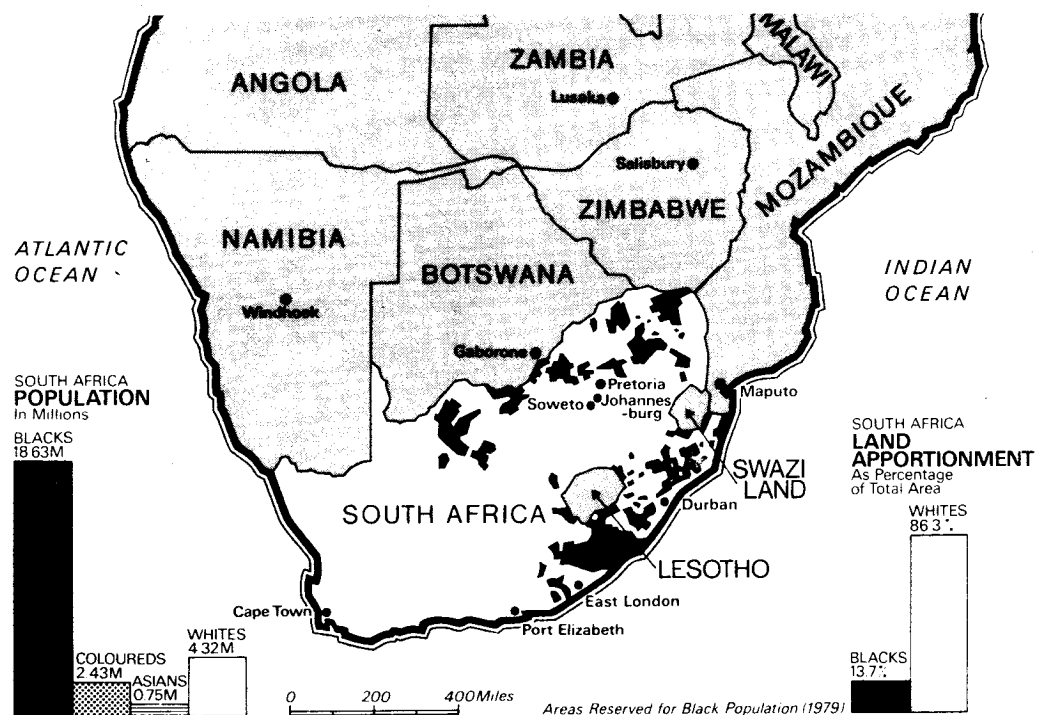 ANGOLA
ZAMBIA
Lusaka
MALAWI
MOZAMBIQUE
Salisbury
ZIMBABWE
NAMIBIA
Windhoek
BOTSWANA
Gaborone
ATLANTIC
OCEAN
INDIAN
OCEAN
Pretoria
Johannes
-burg
Soweto
Maputo
SWAZI
LAND
Durban
SOUTH AFRICA
LESOTHO
East London
Port Elizabeth
Cape Town
SOUTH AFRICA
POPULATION
In Millions
BLACKS
18 63M
COLOUREDS
2 43M
ASIANS
0.75M
WHITES
4 32M
0 200 400 Miles
SOUTH AFRICA
LAND
APPORTIONMENT
As Percentage
of Total Area
WHITES
86 3%
BLACKS
13.7%
Areas Reserved for Black Population (1979)